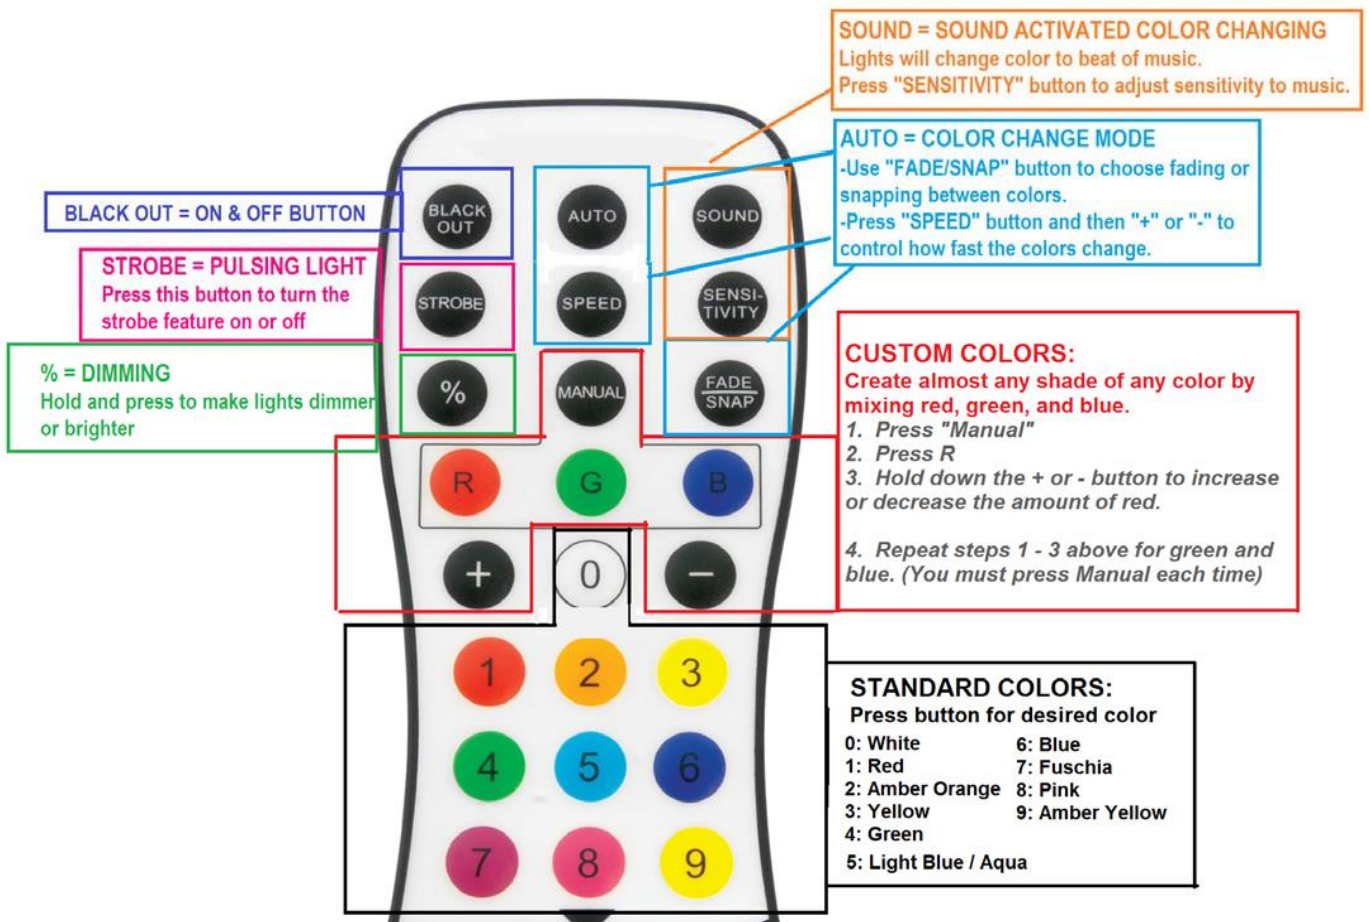 SOUND = SOUND ACTIVATED COLOR CHANGING
Lights will change color to beat of music.
Press "SENSITIVITY" button to adjust sensitivity to music.
AUTO = COLOR CHANGE MODE
-Use "FADE/SNAP" button to choose fading or
snapping between colors.
-Press "SPEED" button and then "+" or "-" to
control how fast the colors change.
BLACK OUT = ON & OFF BUTTON
STROBE = PULSING LIGHT
Press this button to turn the
strobe feature on or off
% = DIMMING
Hold and press to make lights dimmer
or brighter
BLACK
OUT
AUTO
SOUND
STROBE
SPEED
SENSI-
TIVITY
%
MANUAL
FADE
SNAP
R
G
B
+
0
−
1
2
3
4
5
6
7
8
9
CUSTOM COLORS:
Create almost any shade of any color by
mixing red, green, and blue.
1. Press "Manual"
2. Press R
3. Hold down the + or - button to increase
or decrease the amount of red.
4. Repeat steps 1 - 3 above for green and
blue. (You must press Manual each time)
STANDARD COLORS:
Press button for desired color
0: White
1: Red
2: Amber Orange
3: Yellow
4: Green
5: Light Blue / Aqua
6: Blue
7: Fuschia
8: Pink
9: Amber Yellow